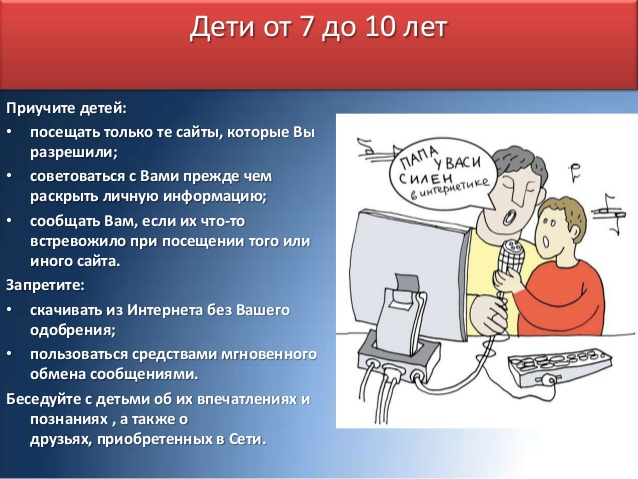 Дети от 7 до 10 лет
Приучите детей:
• посещать только те сайты, которые Вы
разрешили;
• советоваться с Вами прежде чем
раскрыть личную информацию;
• сообщать Вам, если их что-то
встревожило при посещении того или
иного сайта.
Запретите:
• скачивать из Интернета без Вашего
одобрения;
• пользоваться средствами мгновенного
обмена сообщениями.
Беседуйте с детьми об их впечатлениях и
познаниях , а также о
друзьях, приобретенных в Сети.
ПАПА
У ВАСИ
СИЛЕН
в интернетике